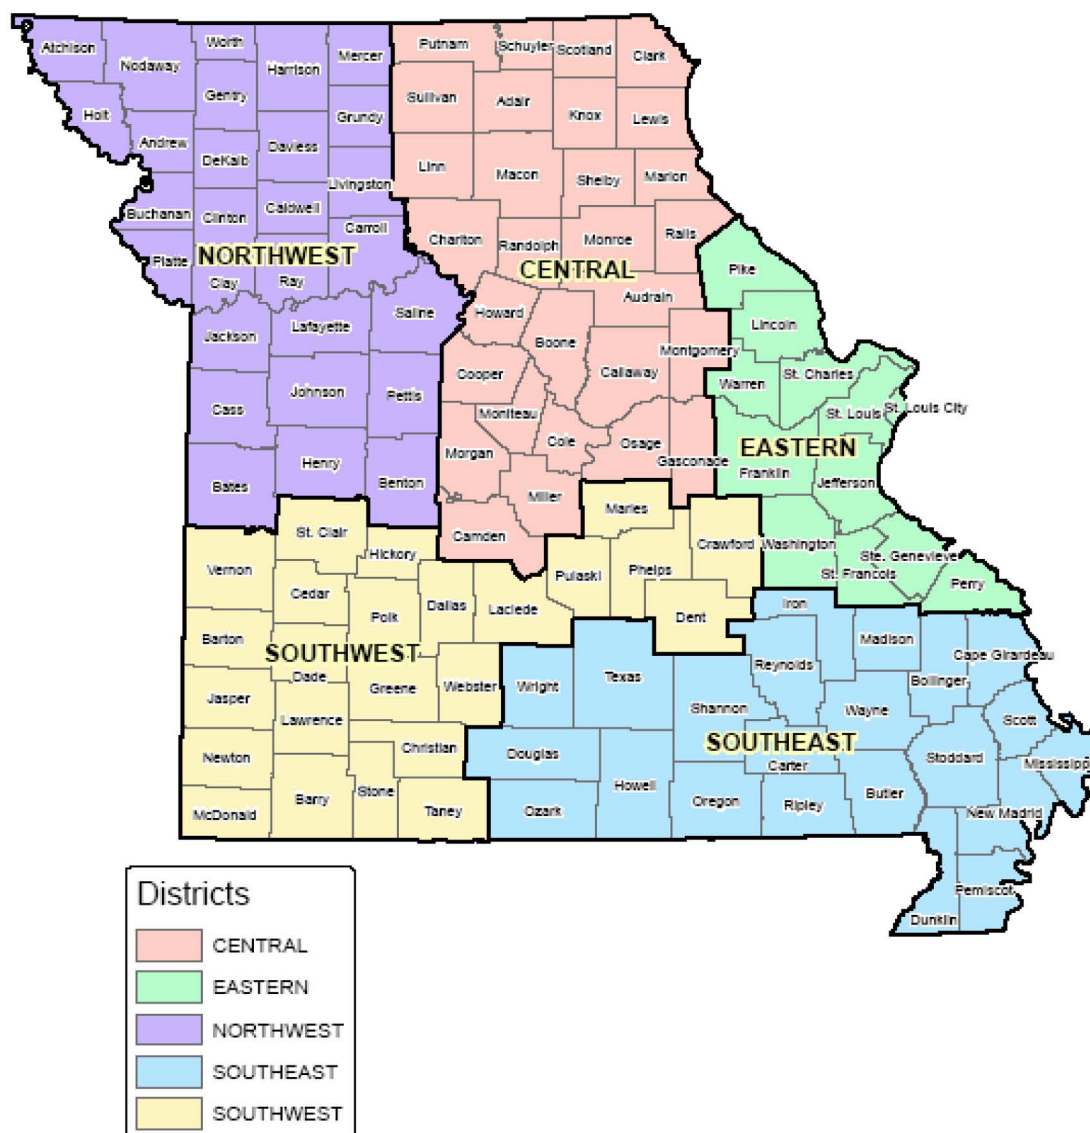 Atchison
Nodaway
Worth
Harrison
Mercer
Putnam
Schuyler
Scotland
Clark
Holt
Gentry
Grundy
Sullivan
Adair
Knox
Lewis
Andrew
DeKalb
Daviess
Livingston
Linn
Macon
Shelby
Marion
Buchanan
Clinton
Caldwell
Carroll
Chariton
Randolph
Monroe
Ralls
NORTHWEST
CENTRAL
Platte
Clay
Ray
Pike
Saline
Howard
Audrain
Lincoln
Jackson
Lafayette
Boone
Montgomery
Cooper
Callaway
Warren
St. Charles
Cass
Johnson
Pettis
Moniteau
St. Louis
St. Louis City
Cole
Osage
EASTERN
Morgan
Gasconade
Franklin
Jefferson
Bates
Henry
Benton
Miller
Maries
St. Clair
Camden
Crawford
Washington
Ste. Genevieve
Hickory
Vernon
Pulaski
Phelps
St. Francois
Perry
Cedar
Polk
Dallas
Laclede
Dent
Iron
Barton
SOUTHWEST
Madison
Cape Girardeau
Dade
Texas
Reynolds
Bollinger
Jasper
Greene
Webster
Wright
Lawrence
Shannon
Wayne
Scott
SOUTHEAST
Newton
Christian
Douglas
Carter
Stoddard
Mississippi
McDonald
Barry
Stone
Taney
Ozark
Howell
Oregon
Ripley
Butler
New Madrid
Pemiscot
Dunklin
Districts
CENTRAL
EASTERN
NORTHWEST
SOUTHEAST
SOUTHWEST